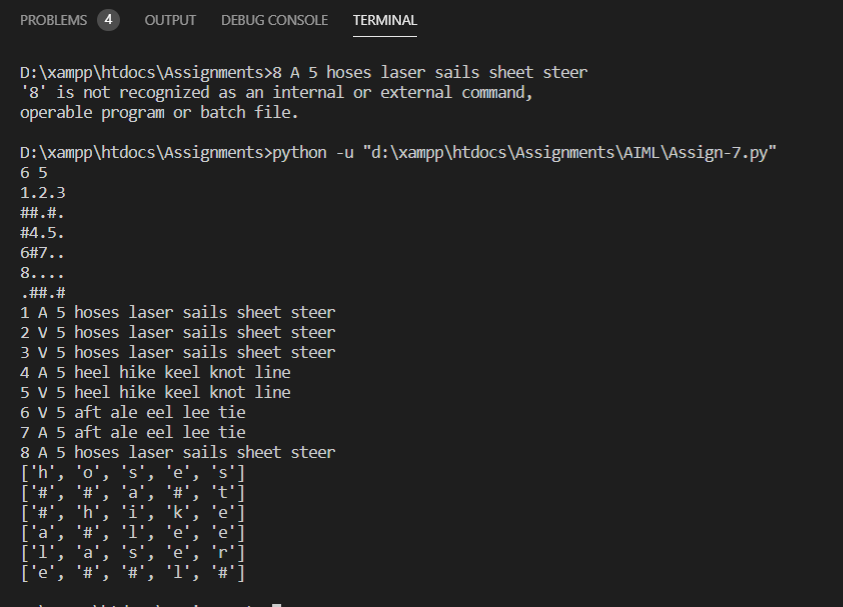 PROBLEMS 4 OUTPUT DEBUG CONSOLE TERMINAL
D:\xampp\htdocs\Assignments>8 A 5 hoses laser sails sheet steer
'8' is not recognized as an internal or external command,
operable program or batch file.
D:\xampp\htdocs\Assignments>python -u "d:\xampp\htdocs\Assignments\AIML\Assign-7.py"
6 5
1.2.3
##.#.
#4.5.
6#7..
8....
.##.#
1 A 5 hoses laser sails sheet steer
2 V 5 hoses laser sails sheet steer
3 V 5 hoses laser sails sheet steer
4 A 5 heel hike keel knot line
5 V 5 heel hike keel knot line
6 V 5 aft ale eel lee tie
7 A 5 aft ale eel lee tie
8 A 5 hoses laser sails sheet steer
['h', 'o', 's', 'e', 's']
['#', '#', 'a', '#', 't']
['#', 'h', 'i', 'k', 'e']
['a', '#', 'l', 'e', 'e']
['l', 'a', 's', 'e', 'r']
['e', '#', '#', 'l', '#']